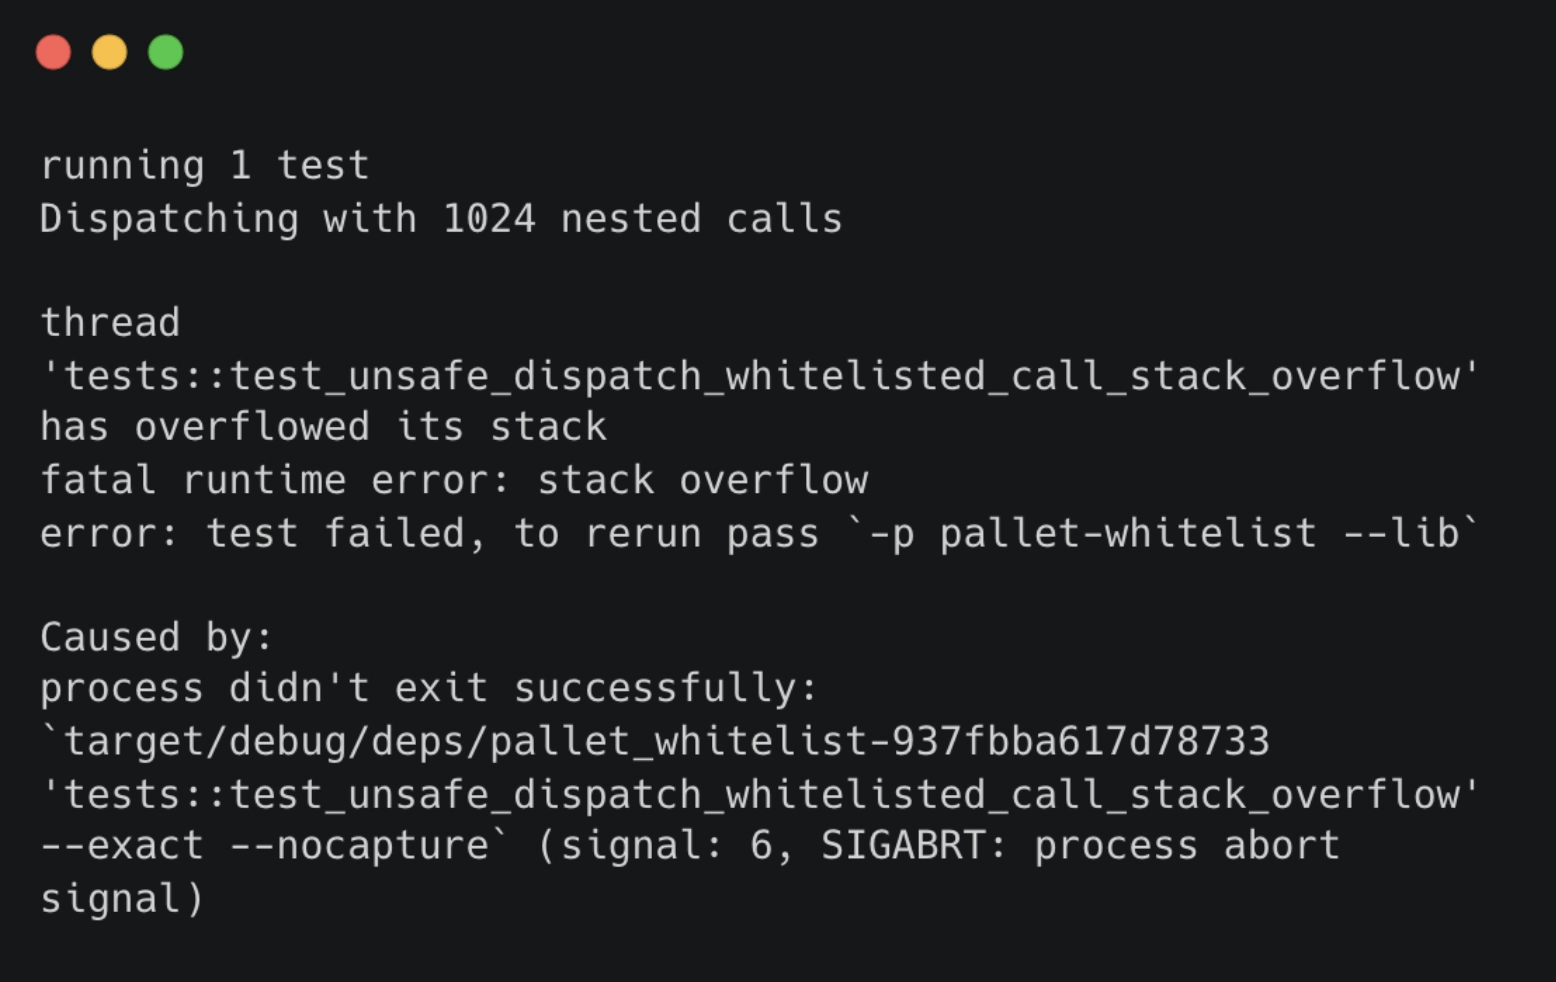 running 1 test
Dispatching with 1024 nested calls
thread
'tests::test_unsafe_dispatch_whitelisted_call_stack_overflow'
has overflowed its stack
fatal runtime error: stack overflow
error: test failed, to rerun pass `-p pallet-whitelist --lib`
Caused by:
process didn't exit successfully:
`target/debug/deps/pallet_whitelist-937fbba617d78733
'tests::test_unsafe_dispatch_whitelisted_call_stack_overflow'
--exact --nocapture` (signal: 6, SIGABRT: process abort
signal)